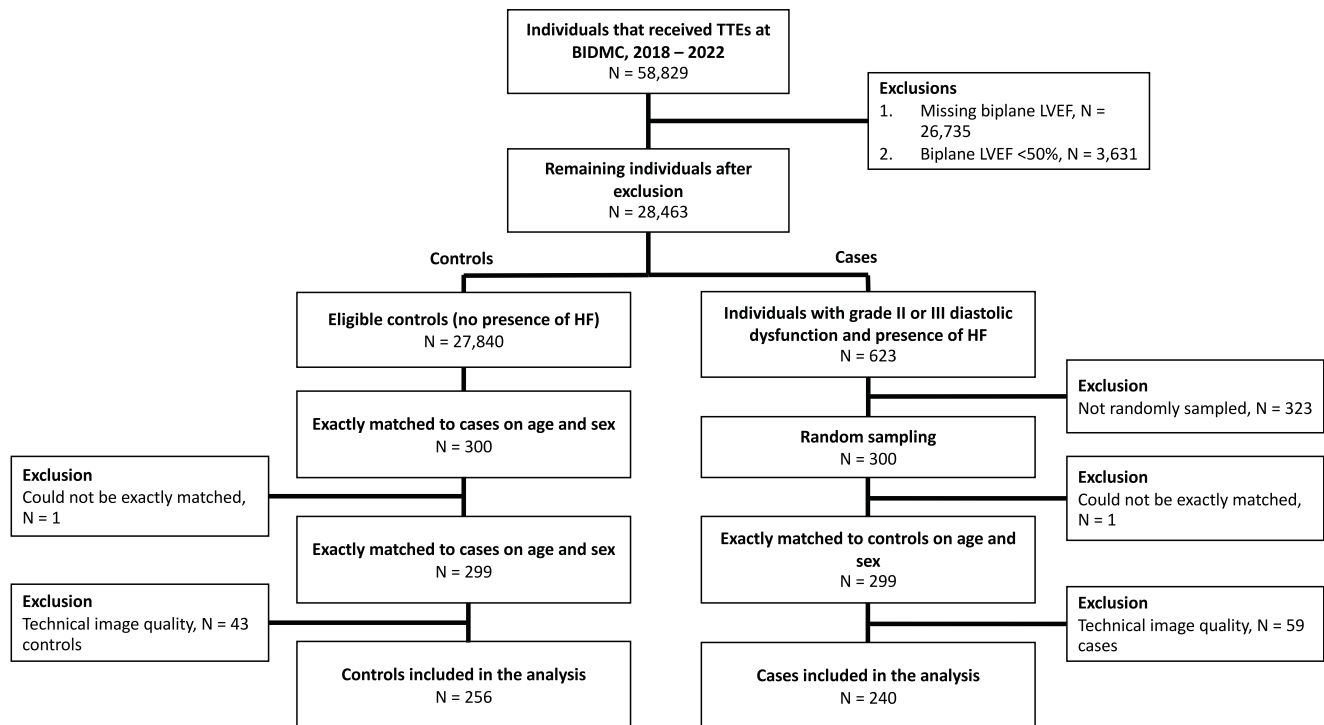 Individuals that received TTEs at
BIDMC, 2018 – 2022
N = 58,829
Exclusions
1. Missing biplane LVEF, N =
26,735
2. Biplane LVEF <50%, N = 3,631
Remaining individuals after
exclusion
N = 28,463
Controls
Cases
Eligible controls (no presence of HF)
N = 27,840
Individuals with grade II or III diastolic
dysfunction and presence of HF
N = 623
Exclusion
Not randomly sampled, N = 323
Exactly matched to cases on age and sex
N = 300
Random sampling
N = 300
Exclusion
Could not be exactly matched,
N = 1
Exclusion
Could not be exactly matched,
N = 1
Exactly matched to cases on age and sex
N = 299
Exactly matched to controls on age and
sex
N = 299
Exclusion
Technical image quality, N = 43
controls
Exclusion
Technical image quality, N = 59
cases
Controls included in the analysis
N = 256
Cases included in the analysis
N = 240